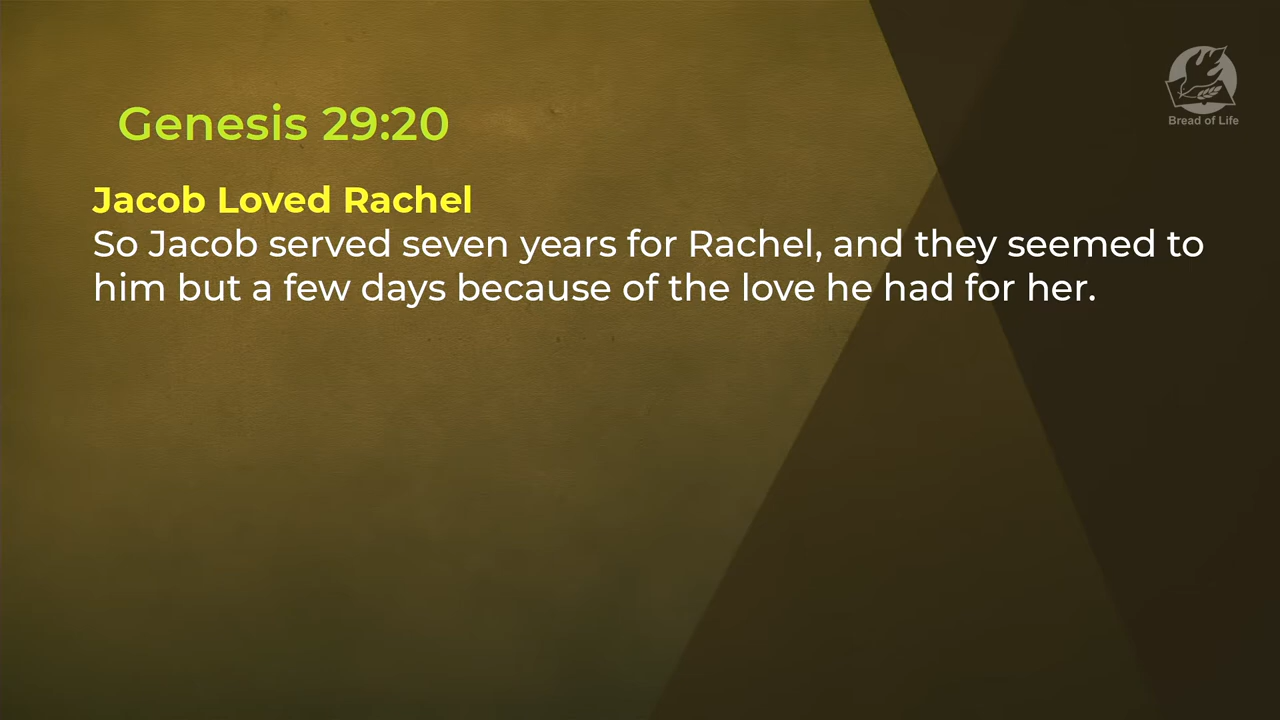 Bread of Life
Genesis 29:20
Jacob Loved Rachel
So Jacob served seven years for Rachel, and they seemed to
him but a few days because of the love he had for her.